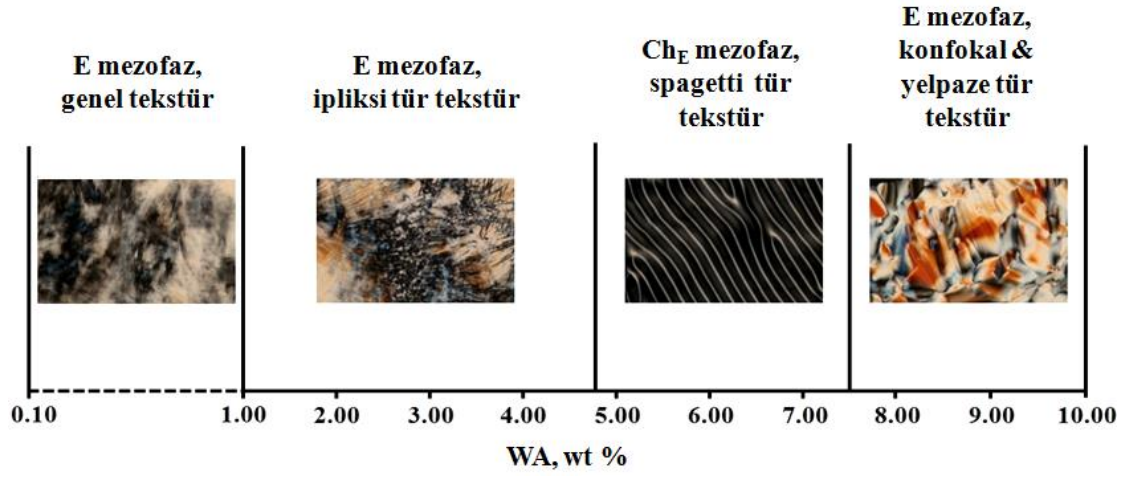 E mezofaz,
genel tekstür
E mezofaz,
ipliksi tür tekstür
Ch_E mezofaz,
spagetti tür
tekstür
E mezofaz,
konfokal &
yelpaze tür
tekstür
0.10 1.00 2.00 3.00 4.00 5.00 6.00 7.00 8.00 9.00 10.00
WA, wt %